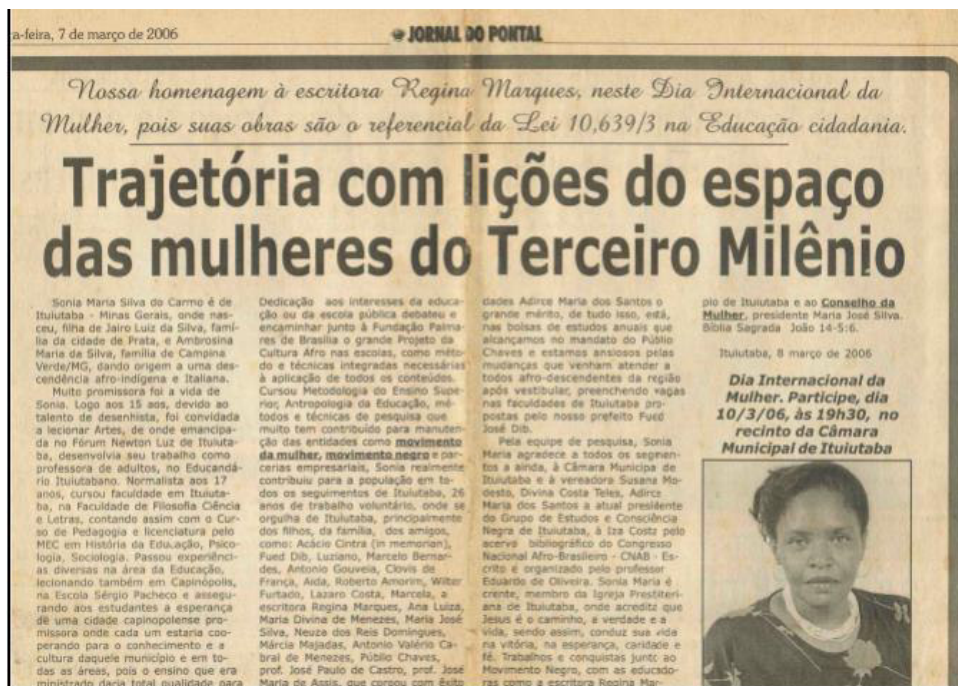 a-feira, 7 de março de 2006
JORNAL DO PONTAL
Nossa homenagem à escritora Regina Marques, neste Dia Internacional da
Mulher, pois suas obras são o referencial da Lei 10,639/3 na Educação cidadania.
Trajetória com lições do espaço
das mulheres do Terceiro Milênio
Sonia Maria Silva do Carmo é de
Ituiutaba - Minas Gerais, onde nas-
ceu, filha de Jairo Luiz da Silva, famí-
lia da cidade de Prata, e Ambrosina
Maria da Silva, família de Campina
Verde/MG, dando origem a uma des-
cendência afro-indígena e Italiana.
Muito promissora foi a vida de
Sonia. Logo aos 15 aos, devido ao
talento de desenhista, foi convidada
a lecionar Artes, de onde emancipa-
da no Fórum Newton Luz de Ituiuta-
ba, desenvolvia seu trabalho como
professora de adultos, no Educandá-
rio Ituiutabano. Normalista aos 17
anos, cursou faculdade em Ituiuta-
ba, na Faculdade de Filosofia Ciência
e Letras, contando assim com o Cur-
so de Pedagogia e licenciatura pelo
MEC em História da Educação, Psico-
logia, Sociologia. Passou experiênci-
as diversas na área da Educação,
lecionando também em Capinópolis,
na Escola Sérgio Pacheco e assegu-
rando aos estudantes a esperança
de uma cidade capinopolense pro-
missora onde cada um estaria coo-
perando para o conhecimento e a
cultura daquele município e em to-
das as áreas, pois o ensino que era
ministrado dacia total qualidade para
Dedicação aos interesses da educa-
ção ou da escola pública debateu e
encaminhar junto à Fundação Palma-
res de Brasília o grande Projeto da
Cultura Afro nas escolas, como méto-
do e técnicas integradas necessárias
à aplicação de todos os conteúdos.
Cursou Metodologia do Ensino Supe-
rior, Antropologia da Educação, mé-
todos e técnicas de pesquisa que
muito tem contribuído para manuten-
ção das entidades como movimento
da mulher, movimento negro e par-
cerias empresariais, Sonia realmente
contribuiu para a população em to-
dos os seguimentos de Ituiutaba, 26
anos de trabalho voluntário, onde se
orgulha de Ituiutaba, principalmente
dos filhos, da família, dos amigos,
como: Acácio Cintra (in memorian),
Fued Dib, Luziano, Marcelo Bernar-
des, Antonio Gouveia, Clovis de
França, Aida, Roberto Amorim, Wilter
Furtado, Lazaro Costa, Marcela, a
escritora Regina Marques, Ana Luiza,
Maria Divina de Menezes, Maria José
Silva, Neuza dos Reis Domingues,
Márcia Majadas, Antonio Valério Ca-
bral de Menezes, Públio Chaves,
prof. José Paulo de Castro, prof. José
Maria de Assis, que corpou com êxito
dades Adirce Maria dos Santos o
grande mérito, de tudo isso, está,
nas bolsas de estudos anuais que
alcançamos no mandato do Públio
Chaves e estamos ansiosos pelas
mudanças que venham atender a
todos afro-descendentes da região
após vestibular, preenchendo vagas
nas faculdades de Ituiutaba pro-
postas pelo nosso prefeito Fued
José Dib.
Pela equipe de pesquisa, Sonia
Maria agradece a todos os segmen-
tos a ainda, à Câmara Municipa de
Ituiutaba e à vereadora Susana Mo-
desto, Divina Costa Teles, Adirce
Maria dos Santos a atual presidente
do Grupo de Estudos e Consciência
Negra de Ituiutaba, à Iza Costa pelo
acervo bibliográfico do Congresso
Nacional Afro-Brasileiro - CNAB - Es-
crito e organizado pelo professor
Eduardo de Oliveira. Sonia Maria é
crente, membro da Igreja Prestiteri-
ana de Ituiutaba, onde acredita que
Jesus é o caminho, a verdade e a
vida, sendo assim, conduz sua vida
na vitória, na esperança, caridade e
fé. Trabalhos e conquistas junto ao
Movimento Negro, com as educado-
ras como a escritora Regina Mar-
pio de Ituiutaba e ao Conselho da
Mulher, presidente Maria José Silva.
Bíblia Sagrada João 14-5:6.
Ituiutaba, 8 março de 2006
Dia Internacional da
Mulher. Participe, dia
10/3/06, às 19h30, no
recinto da Câmara
Municipal de Ituiutaba